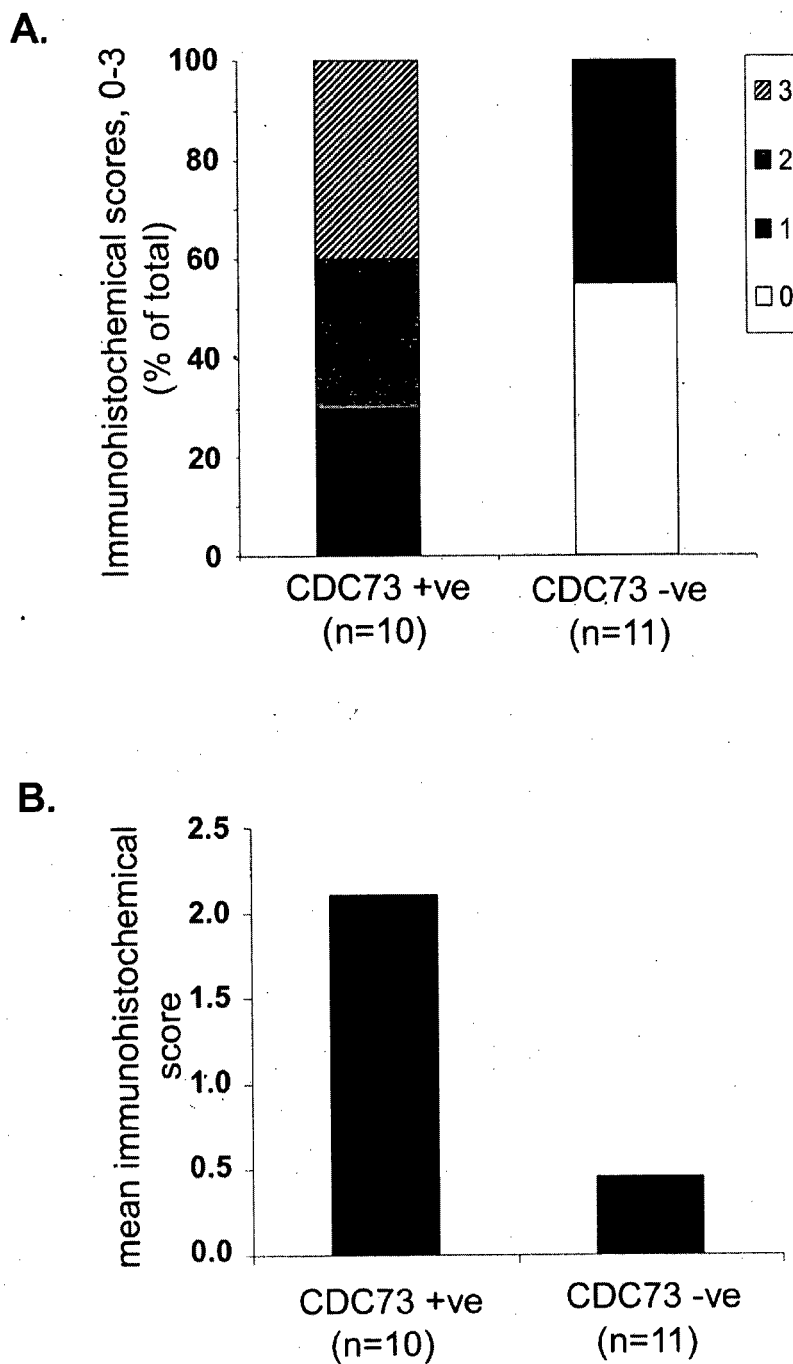 A.
Immunohistochemical scores, 0-3
(% of total)
100
80
60
40
20
0
3
2
1
0
CDC73 +ve
(n=10)
CDC73 -ve
(n=11)
B.
mean immunohistochemical
score
2.5
2.0
1.5
1.0
0.5
0.0
CDC73 +ve
(n=10)
CDC73 -ve
(n=11)